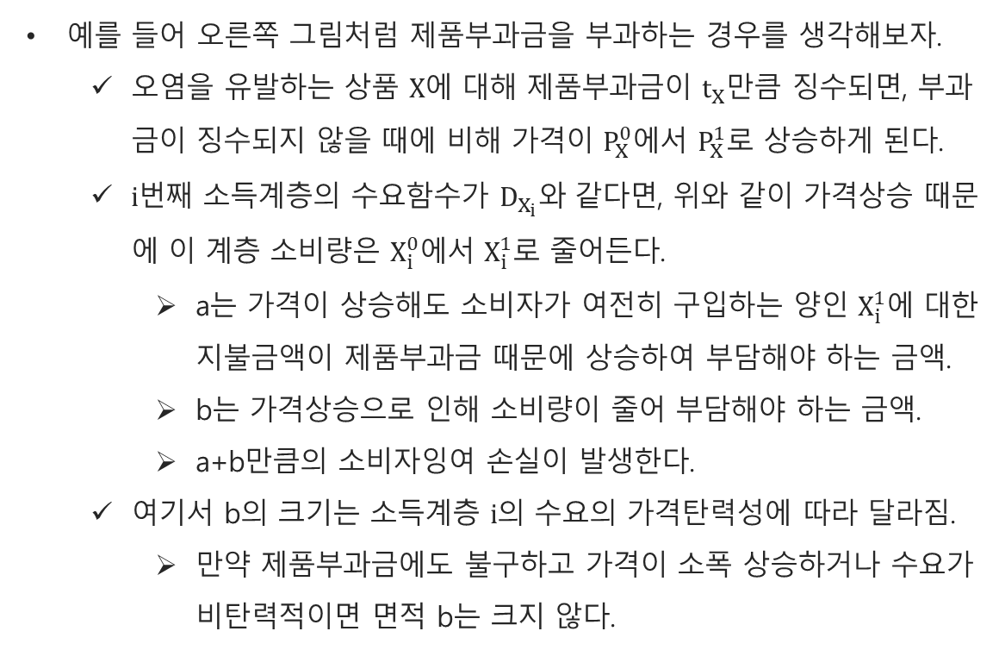 • 예를 들어 오른쪽 그림처럼 제품부과금을 부과하는 경우를 생각해보자.
✓ 오염을 유발하는 상품 X에 대해 제품부과금이 t_X만큼 징수되면, 부과
금이 징수되지 않을 때에 비해 가격이 P_X^0에서 P_X^1로 상승하게 된다.
✓ i번째 소득계층의 수요함수가 D_{X_i}와 같다면, 위와 같이 가격상승 때문
에 이 계층 소비량은 X_i^0에서 X_i^1로 줄어든다.
➢ a는 가격이 상승해도 소비자가 여전히 구입하는 양인 X_i^1에 대한
지불금액이 제품부과금 때문에 상승하여 부담해야 하는 금액.
➢ b는 가격상승으로 인해 소비량이 줄어 부담해야 하는 금액.
➢ a+b만큼의 소비자잉여 손실이 발생한다.
✓ 여기서 b의 크기는 소득계층 i의 수요의 가격탄력성에 따라 달라짐.
➢ 만약 제품부과금에도 불구하고 가격이 소폭 상승하거나 수요가
비탄력적이면 면적 b는 크지 않다.